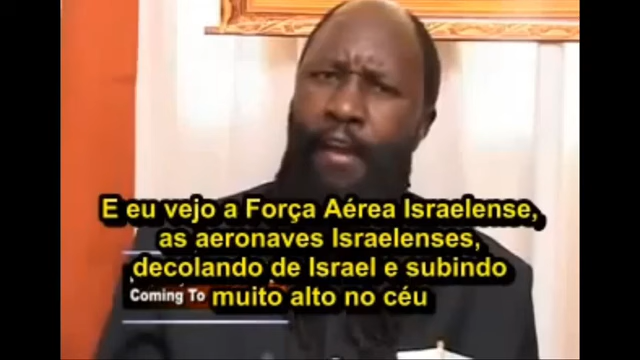 E eu vejo a Força Aérea Israelense,
as aeronaves Israelenses,
decolando de Israel e subindo
Coming To
muito alto no céu